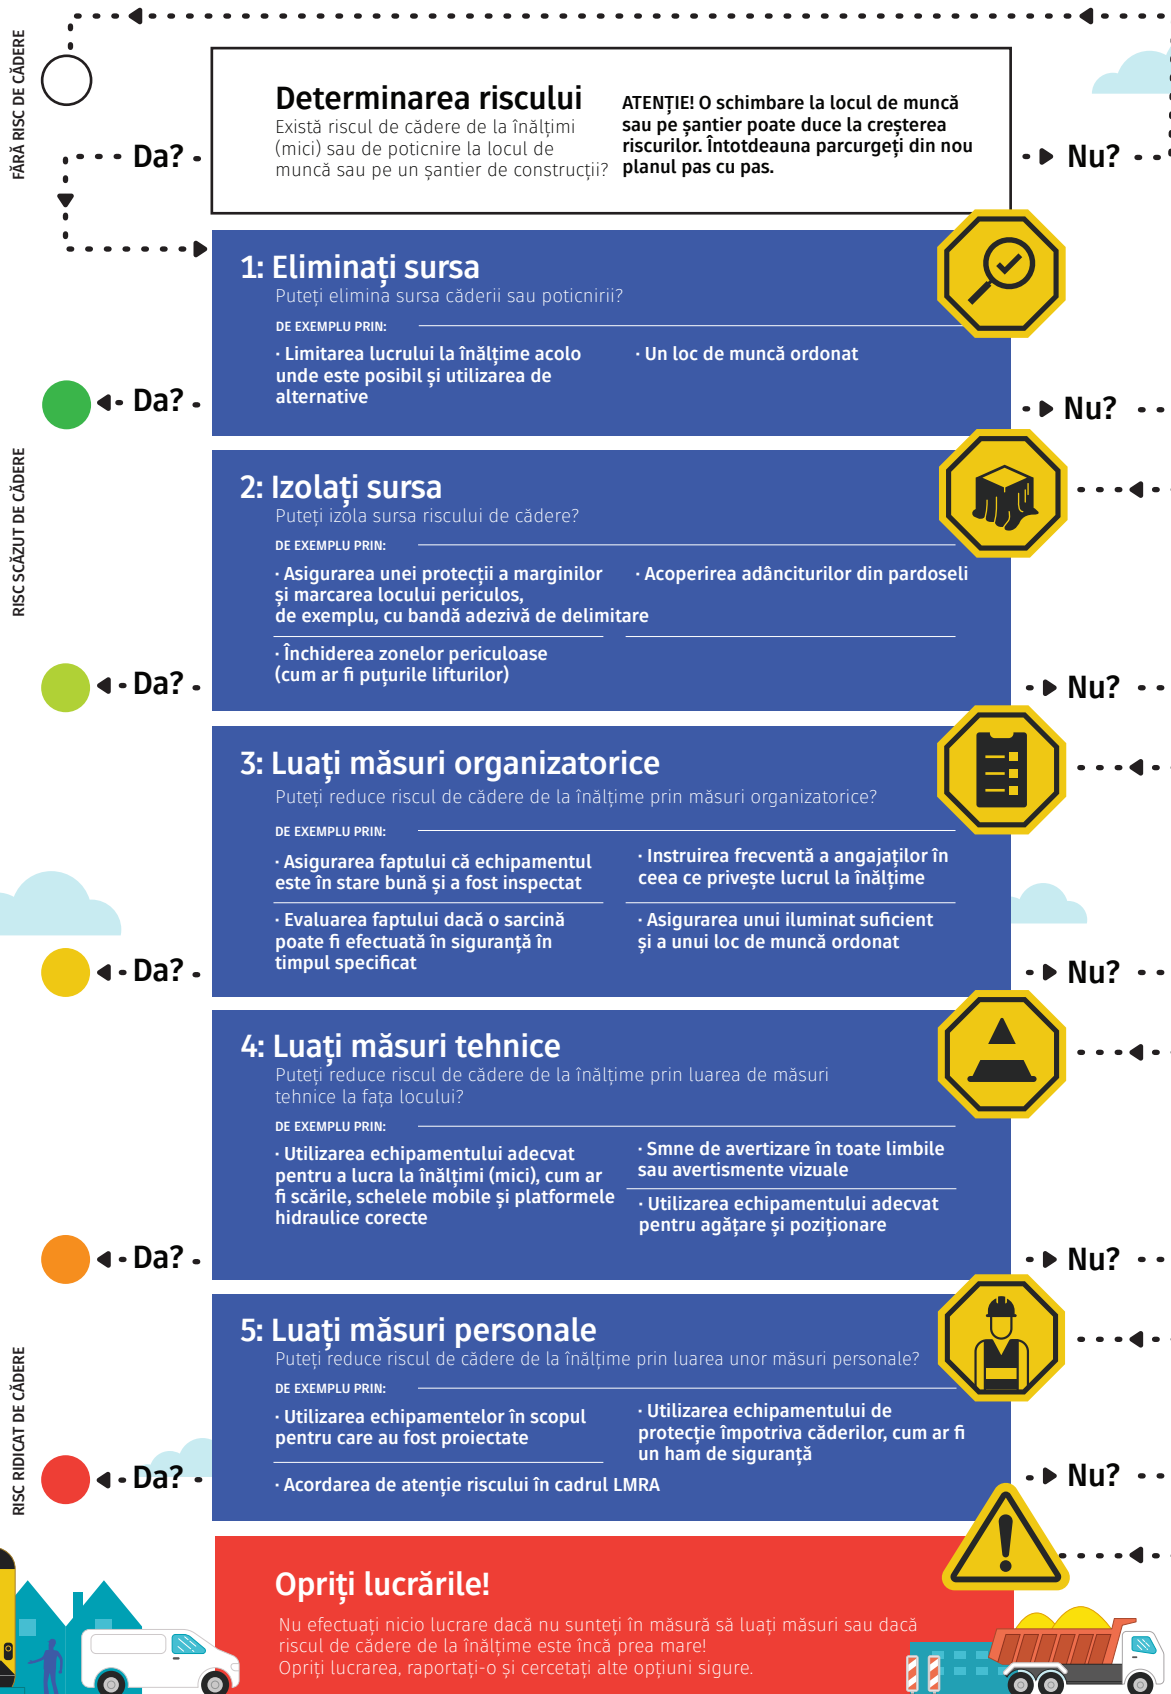 FĂRĂ RISC DE CĂDERE
Determinarea riscului
Există riscul de cădere de la înălțimi
(mici) sau de poticnire la locul de
muncă sau pe un șantier de construcții?
ATENȚIE! O schimbare la locul de muncă
sau pe șantier poate duce la creșterea
riscurilor. Întotdeauna parcurgeți din nou
planul pas cu pas.
Da?
Nu?
1: Eliminați sursa
Puteți elimina sursa căderii sau poticnirii?
DE EXEMPLU PRIN:
· Limitarea lucrului la înălțime acolo
unde este posibil și utilizarea de
alternative
· Un loc de muncă ordonat
Da?
Nu?
RISC SCĂZUT DE CĂDERE
2: Izolați sursa
Puteți izola sursa riscului de cădere?
DE EXEMPLU PRIN:
· Asigurarea unei protecții a marginilor
și marcarea locului periculos,
de exemplu, cu bandă adezivă de delimitare
· Acoperirea adânciturilor din pardoseli
· Închiderea zonelor periculoase
(cum ar fi puțurile lifturilor)
Da?
Nu?
3: Luați măsuri organizatorice
Puteți reduce riscul de cădere de la înălțime prin măsuri organizatorice?
DE EXEMPLU PRIN:
· Asigurarea faptului că echipamentul
este în stare bună și a fost inspectat
· Instruirea frecventă a angajaților în
ceea ce privește lucrul la înălțime
· Evaluarea faptului dacă o sarcină
poate fi efectuată în siguranță în
timpul specificat
· Asigurarea unui iluminat suficient
și a unui loc de muncă ordonat
Da?
Nu?
4: Luați măsuri tehnice
Puteți reduce riscul de cădere de la înălțime prin luarea de măsuri
tehnice la fața locului?
DE EXEMPLU PRIN:
· Utilizarea echipamentului adecvat
pentru a lucra la înălțimi (mici), cum ar
fi scările, schelele mobile și platformele
hidraulice corecte
· Smne de avertizare în toate limbile
sau avertismente vizuale
· Utilizarea echipamentului adecvat
pentru agățare și poziționare
Da?
Nu?
RISC RIDICAT DE CĂDERE
5: Luați măsuri personale
Puteți reduce riscul de cădere de la înălțime prin luarea unor măsuri personale?
DE EXEMPLU PRIN:
· Utilizarea echipamentelor în scopul
pentru care au fost proiectate
· Utilizarea echipamentului de
protecție împotriva căderilor, cum ar fi
un ham de siguranță
· Acordarea de atenție riscului în cadrul LMRA
Da?
Nu?
Opriți lucrările!
Nu efectuați nicio lucrare dacă nu sunteți în măsură să luați măsuri sau dacă
riscul de cădere de la înălțime este încă prea mare!
Opriți lucrarea, raportați-o și cercetați alte opțiuni sigure.